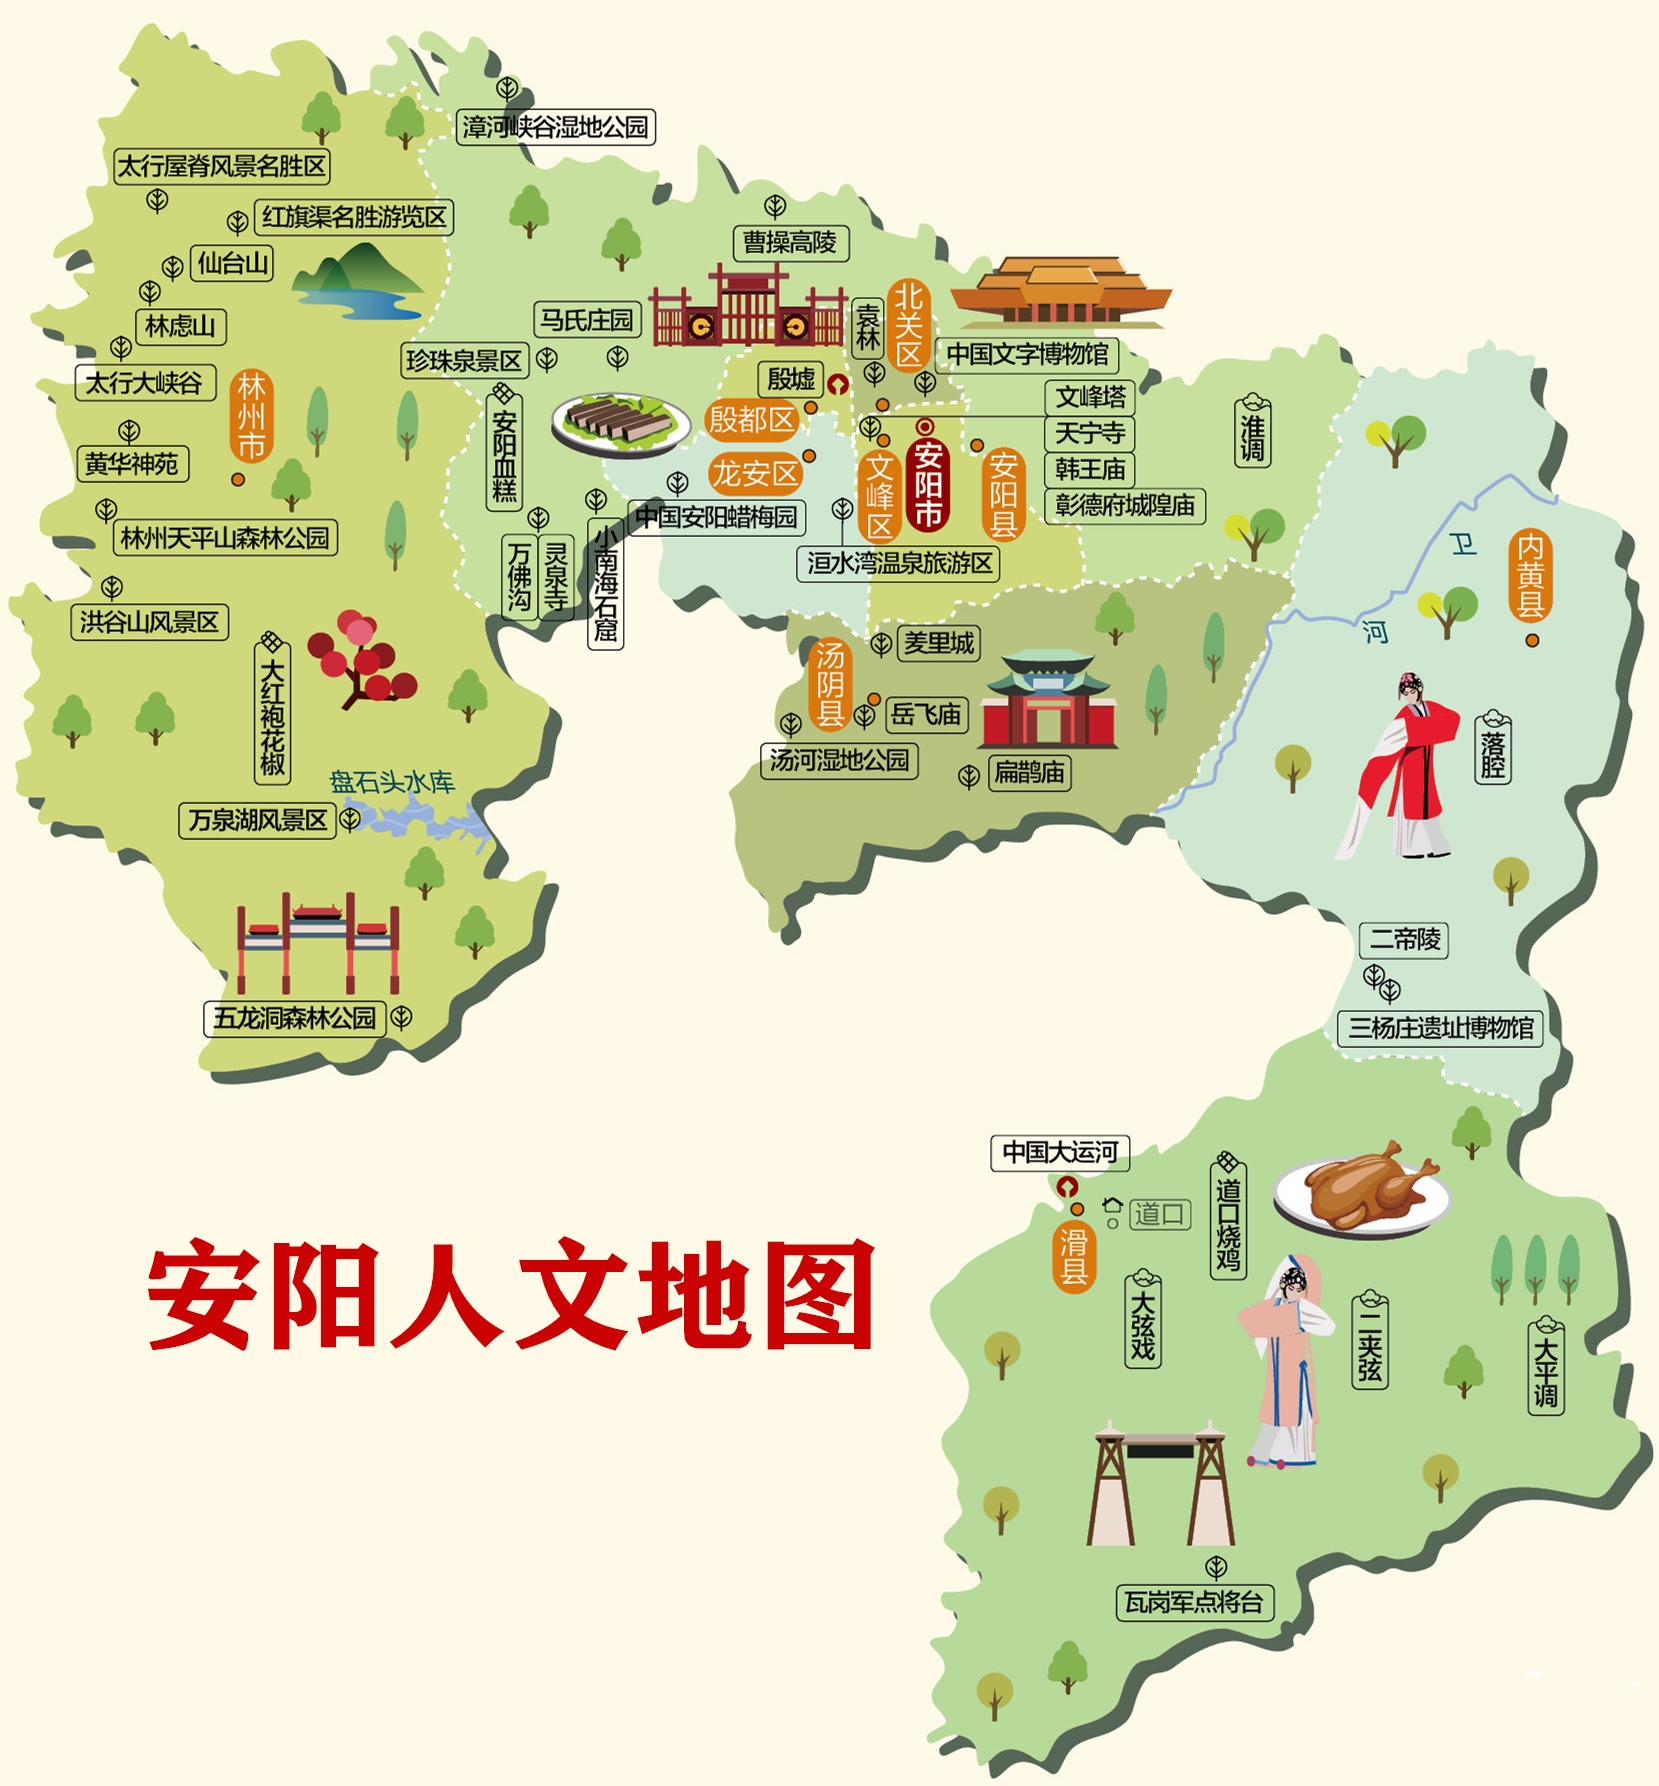 漳河峡谷湿地公园
太行屋脊风景名胜区
红旗渠名胜游览区
曹操高陵
仙台山
林虑山
马氏庄园
袁林
北关区
中国文字博物馆
珍珠泉景区
太行大峡谷
殷墟
林州市
殷都区
文峰塔
天宁寺
韩王庙
彰德府城隍庙
淮调
安阳血糕
黄华神苑
龙安区
文峰区
安阳市
安阳县
中国安阳蜡梅园
林州天平山森林公园
万佛沟
灵泉寺
小南海石窟
洹水湾温泉旅游区
卫
河
内黄县
洪谷山风景区
大红袍花椒
汤阴县
羑里城
岳飞庙
汤河湿地公园
扁鹊庙
落腔
盘石头水库
万泉湖风景区
二帝陵
三杨庄遗址博物馆
五龙洞森林公园
中国大运河
道口
滑县
道口烧鸡
大弦戏
二夹弦
大平调
安阳人文地图
瓦岗军点将台